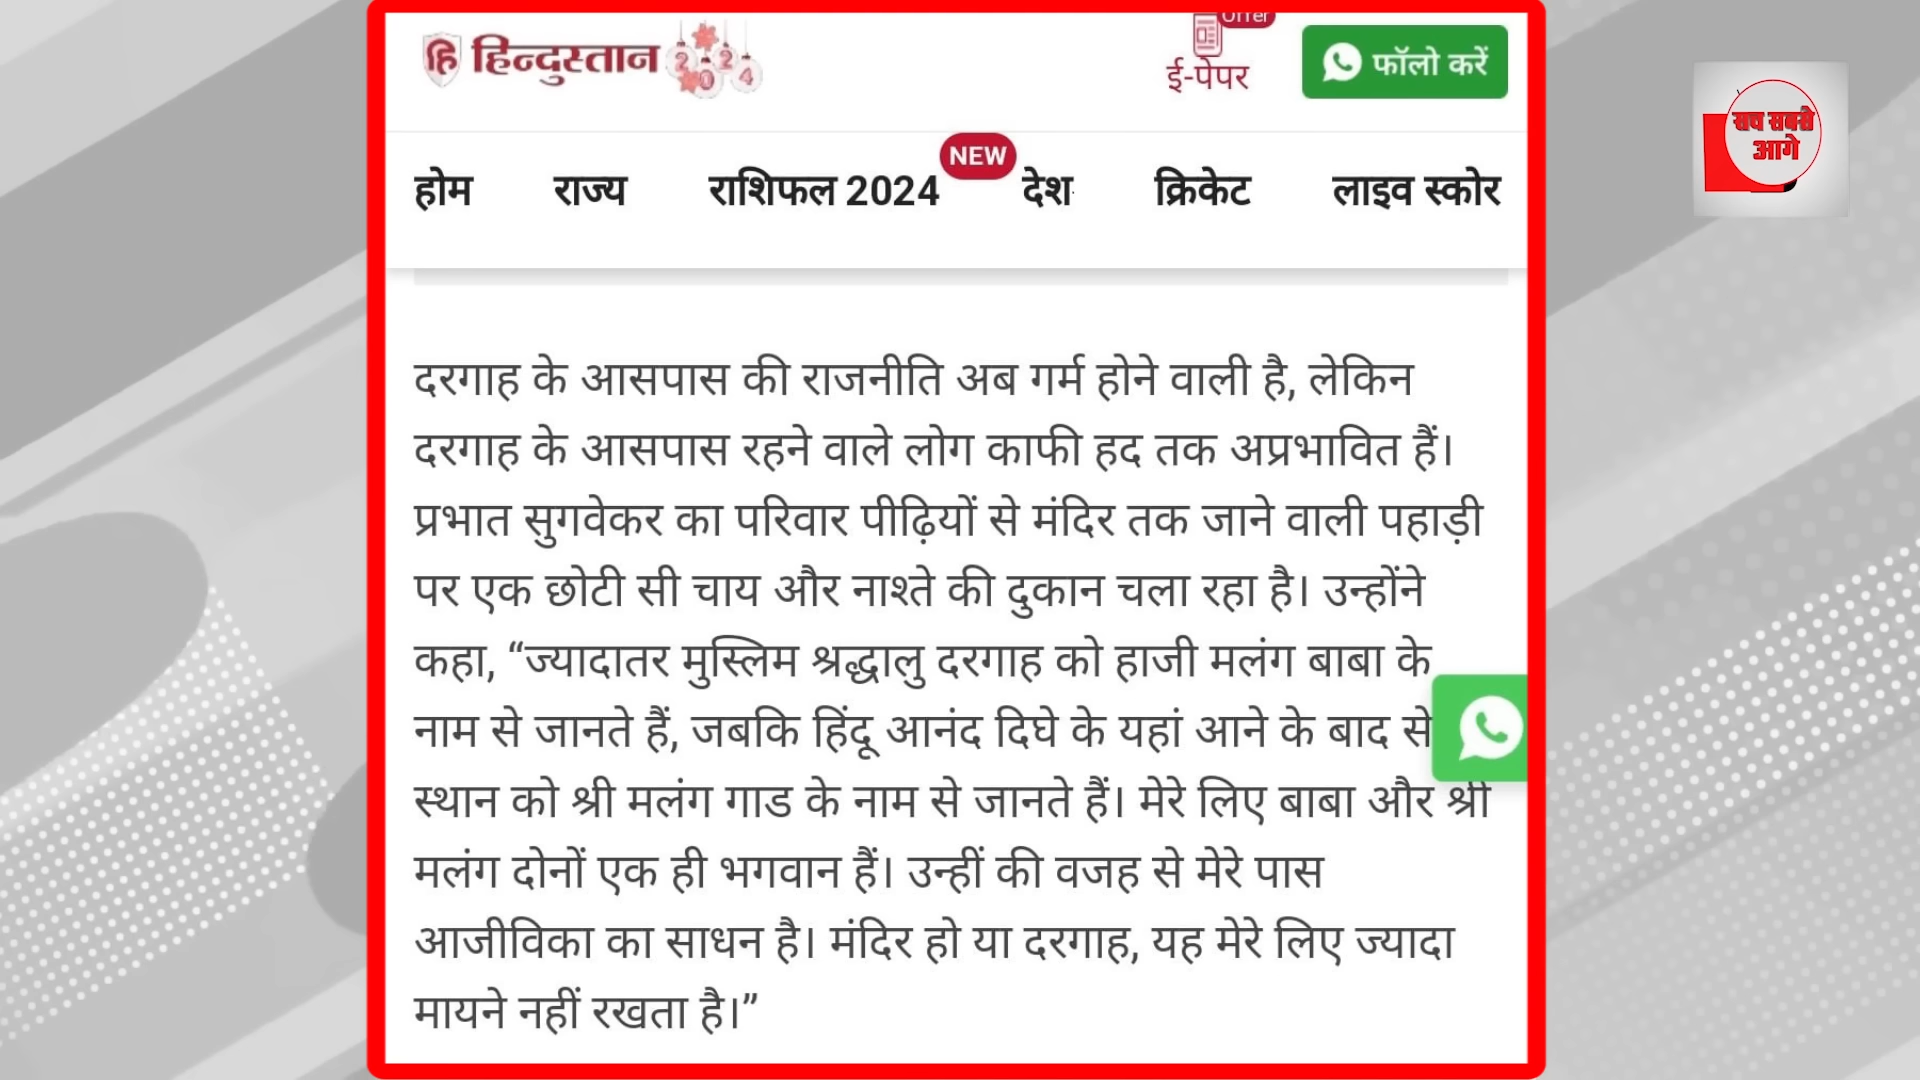 हिन्दुस्तान 2024
Offer
ई-पेपर
फॉलो करें
सच सबसे
आगे
NEW
होम राज्य राशिफल 2024 देश क्रिकेट लाइव स्कोर
दरगाह के आसपास की राजनीति अब गर्म होने वाली है, लेकिन
दरगाह के आसपास रहने वाले लोग काफी हद तक अप्रभावित हैं।
प्रभात सुगवेकर का परिवार पीढ़ियों से मंदिर तक जाने वाली पहाड़ी
पर एक छोटी सी चाय और नाश्ते की दुकान चला रहा है। उन्होंने
कहा, “ज्यादातर मुस्लिम श्रद्धालु दरगाह को हाजी मलंग बाबा के
नाम से जानते हैं, जबकि हिंदू आनंद दिघे के यहां आने के बाद से
स्थान को श्री मलंग गाड के नाम से जानते हैं। मेरे लिए बाबा और श्री
मलंग दोनों एक ही भगवान हैं। उन्हीं की वजह से मेरे पास
आजीविका का साधन है। मंदिर हो या दरगाह, यह मेरे लिए ज्यादा
मायने नहीं रखता है।”